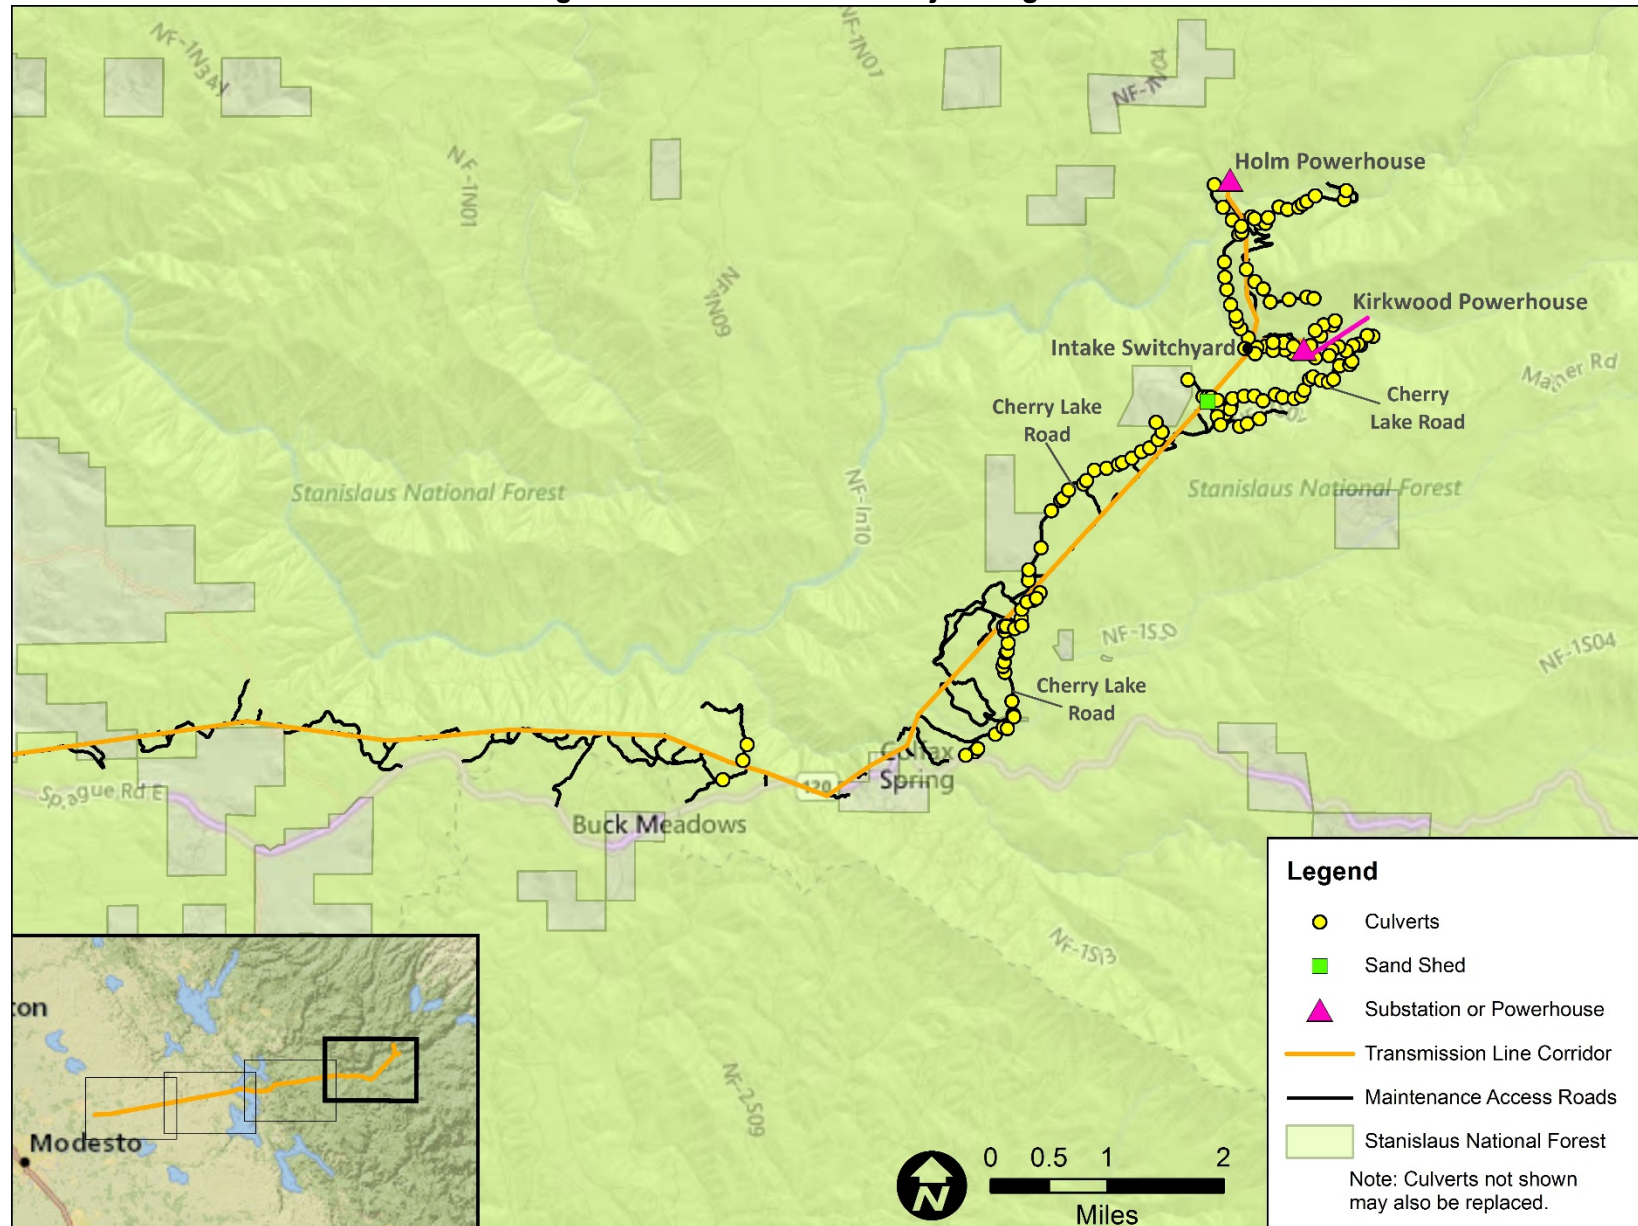 NF-1N34Y
NF-1N07
NF-1N04
NF-1N01
Holm Powerhouse
NF-1N09
Kirkwood Powerhouse
Intake Switchyard
Mather Rd
Cherry Lake
Road
Cherry
Lake Road
Stanislaus National Forest
NF-In10
Stanislaus National Forest
NF-1S04
Cherry Lake
Road
Colfax
Spring
120
Sprague Rd E
Buck Meadows
NF-1S13
NF-2S09
Modesto
0 0.5 1 2
Miles
N
Legend
Culverts
Sand Shed
Substation or Powerhouse
Transmission Line Corridor
Maintenance Access Roads
Stanislaus National Forest
Note: Culverts not shown
may also be replaced.